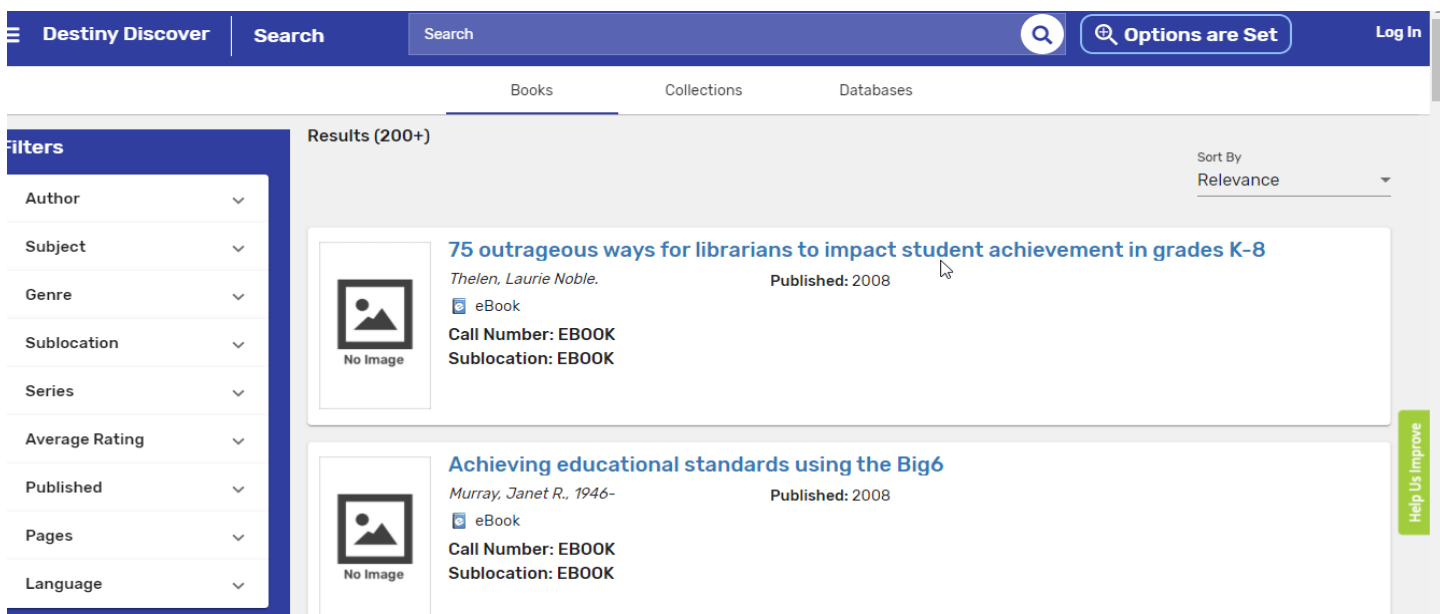 Destiny Discover
Search
Search
Options are Set
Log In
Books
Collections
Databases
Filters
Author
Subject
Genre
Sublocation
Series
Average Rating
Published
Pages
Language
Results (200+)
Sort By
Relevance
No Image
75 outrageous ways for librarians to impact student achievement in grades K-8
Thelen, Laurie Noble.
Published: 2008
eBook
Call Number: EBOOK
Sublocation: EBOOK
No Image
Achieving educational standards using the Big6
Murray, Janet R., 1946-
Published: 2008
eBook
Call Number: EBOOK
Sublocation: EBOOK
Help Us Improve